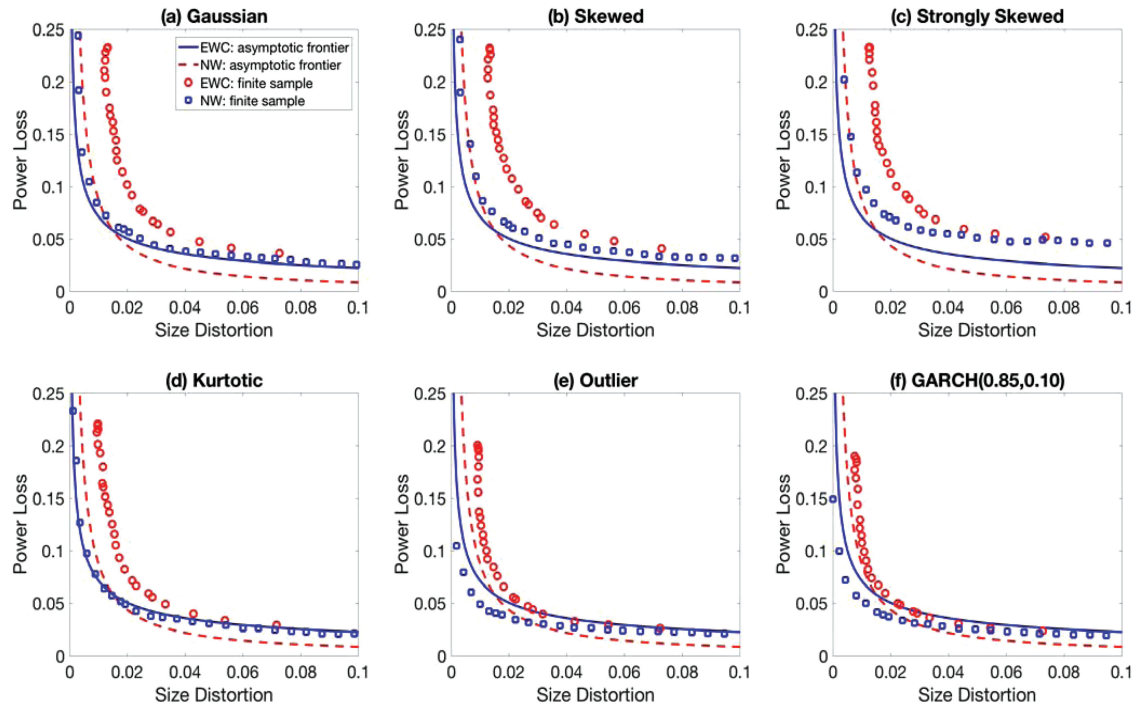 (a) Gaussian
0.25
0.2
0.15
0.1
0.05
0
Power Loss
EWC: asymptotic frontier
NW: asymptotic frontier
EWC: finite sample
NW: finite sample
0 0.02 0.04 0.06 0.08 0.1
Size Distortion
(b) Skewed
0.25
0.2
0.15
0.1
0.05
0
Power Loss
0 0.02 0.04 0.06 0.08 0.1
Size Distortion
(c) Strongly Skewed
0.25
0.2
0.15
0.1
0.05
0
Power Loss
0 0.02 0.04 0.06 0.08 0.1
Size Distortion
(d) Kurtotic
0.25
0.2
0.15
0.1
0.05
0
Power Loss
0 0.02 0.04 0.06 0.08 0.1
Size Distortion
(e) Outlier
0.25
0.2
0.15
0.1
0.05
0
Power Loss
0 0.02 0.04 0.06 0.08 0.1
Size Distortion
(f) GARCH(0.85,0.10)
0.25
0.2
0.15
0.1
0.05
0
Power Loss
0 0.02 0.04 0.06 0.08 0.1
Size Distortion